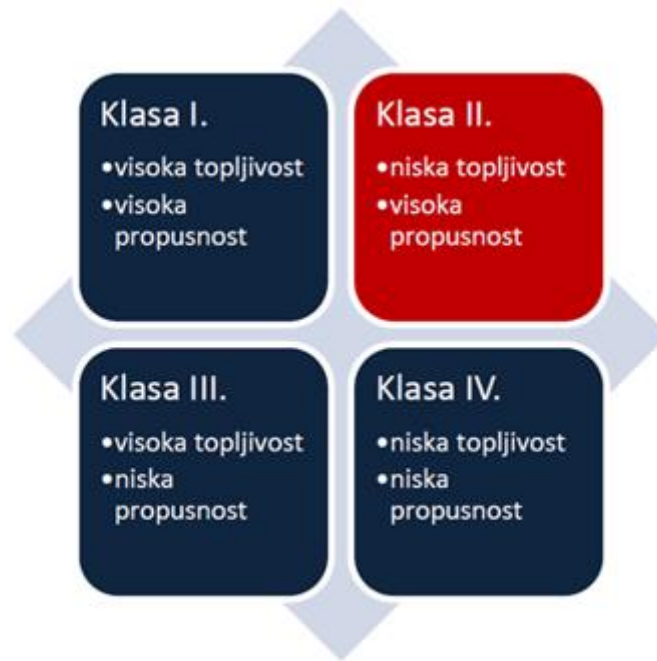 Klasa I.
•visoka topljivost
•visoka
propusnost
Klasa II.
•niska topljivost
•visoka
propusnost
Klasa III.
•visoka topljivost
•niska
propusnost
Klasa IV.
•niska topljivost
•niska
propusnost